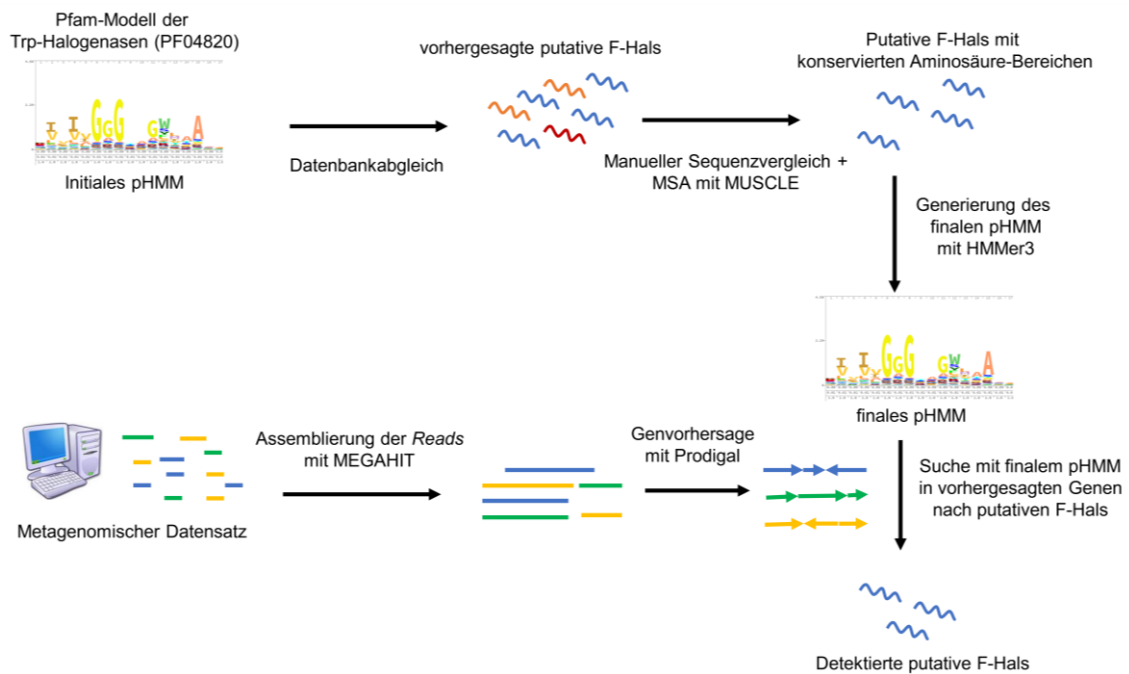 Pfam-Modell der
Trp-Halogenasen (PF04820)
Initiales pHMM
Datenbankabgleich
vorhergesagte putative F-Hals
Manueller Sequenzvergleich +
MSA mit MUSCLE
Putative F-Hals mit
konservierten Aminosäure-Bereichen
Generierung des
finalen pHMM
mit HMMer3
finales pHMM
Metagenomischer Datensatz
Assemblierung der Reads
mit MEGAHIT
Genvorhersage
mit Prodigal
Suche mit finalem pHMM
in vorhergesagten Genen
nach putativen F-Hals
Detektierte putative F-Hals